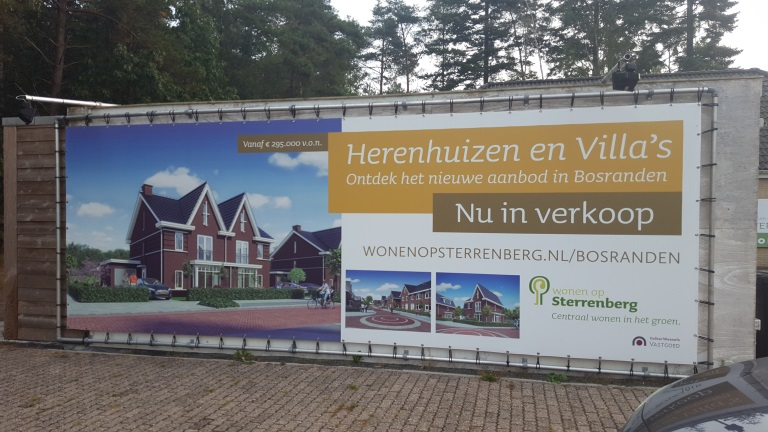 Vanaf € 295.000 v.o.n.
Herenhuizen en Villa's
Ontdek het nieuwe aanbod in Bosranden
Nu in verkoop
WONENOPSTERRENBERG.NL/BOSRANDEN
wonen op
Sterrenberg
Centraal wonen in het groen.
VolkerWessels
VASTGOED